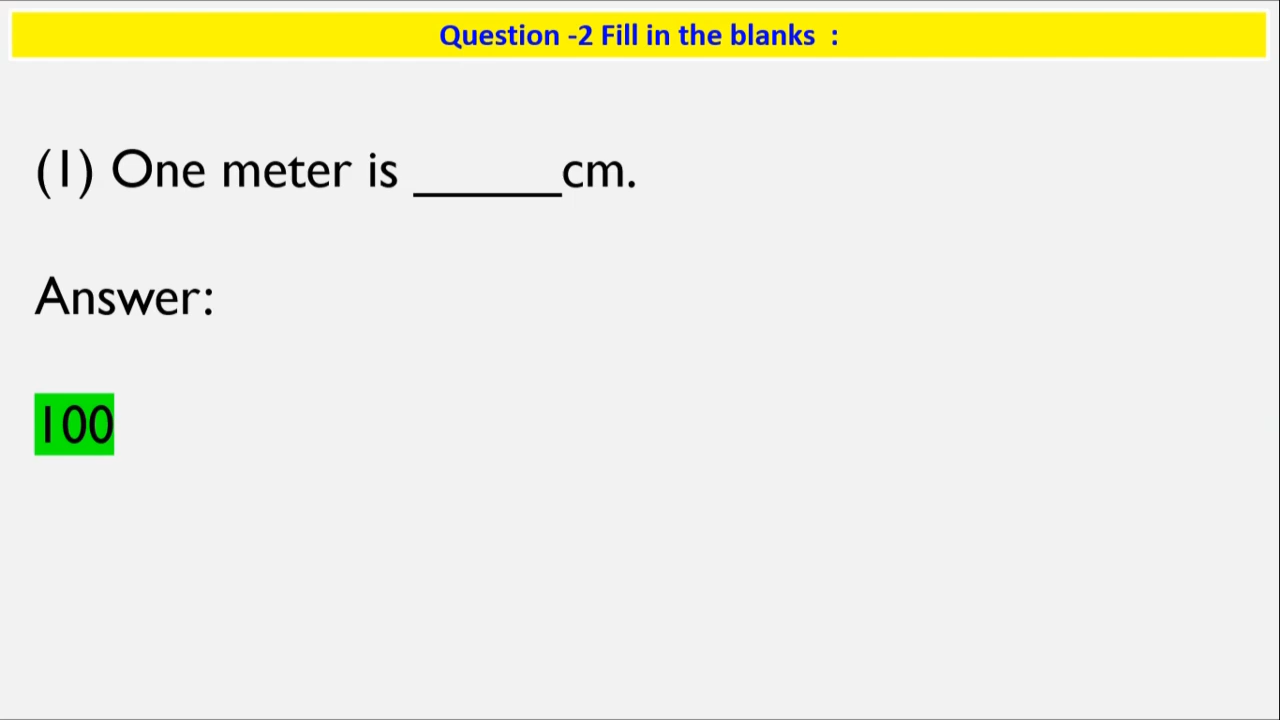 Question -2 Fill in the blanks :
(1) One meter is ______cm.
Answer:
100